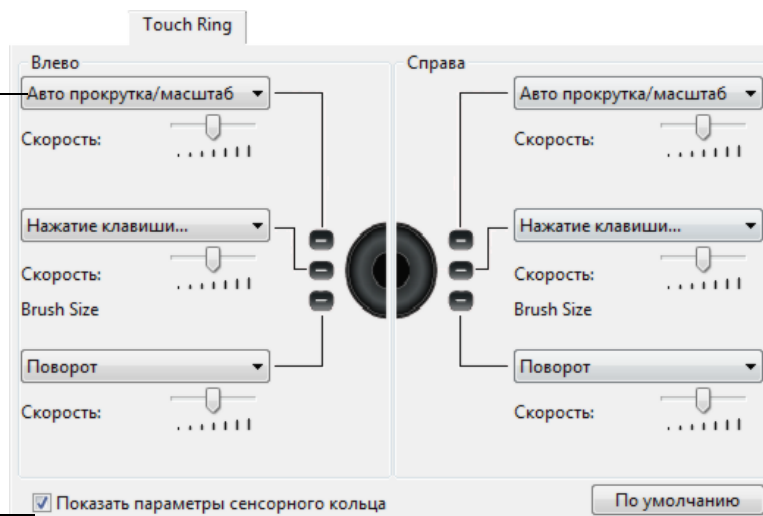 Touch Ring
Влево
Авто прокрутка/масштаб
Скорость:
Нажатие клавиши...
Скорость:
Brush Size
Поворот
Скорость:
Справа
Авто прокрутка/масштаб
Скорость:
Нажатие клавиши...
Скорость:
Brush Size
Поворот
Скорость:
Показать параметры сенсорного кольца
По умолчанию